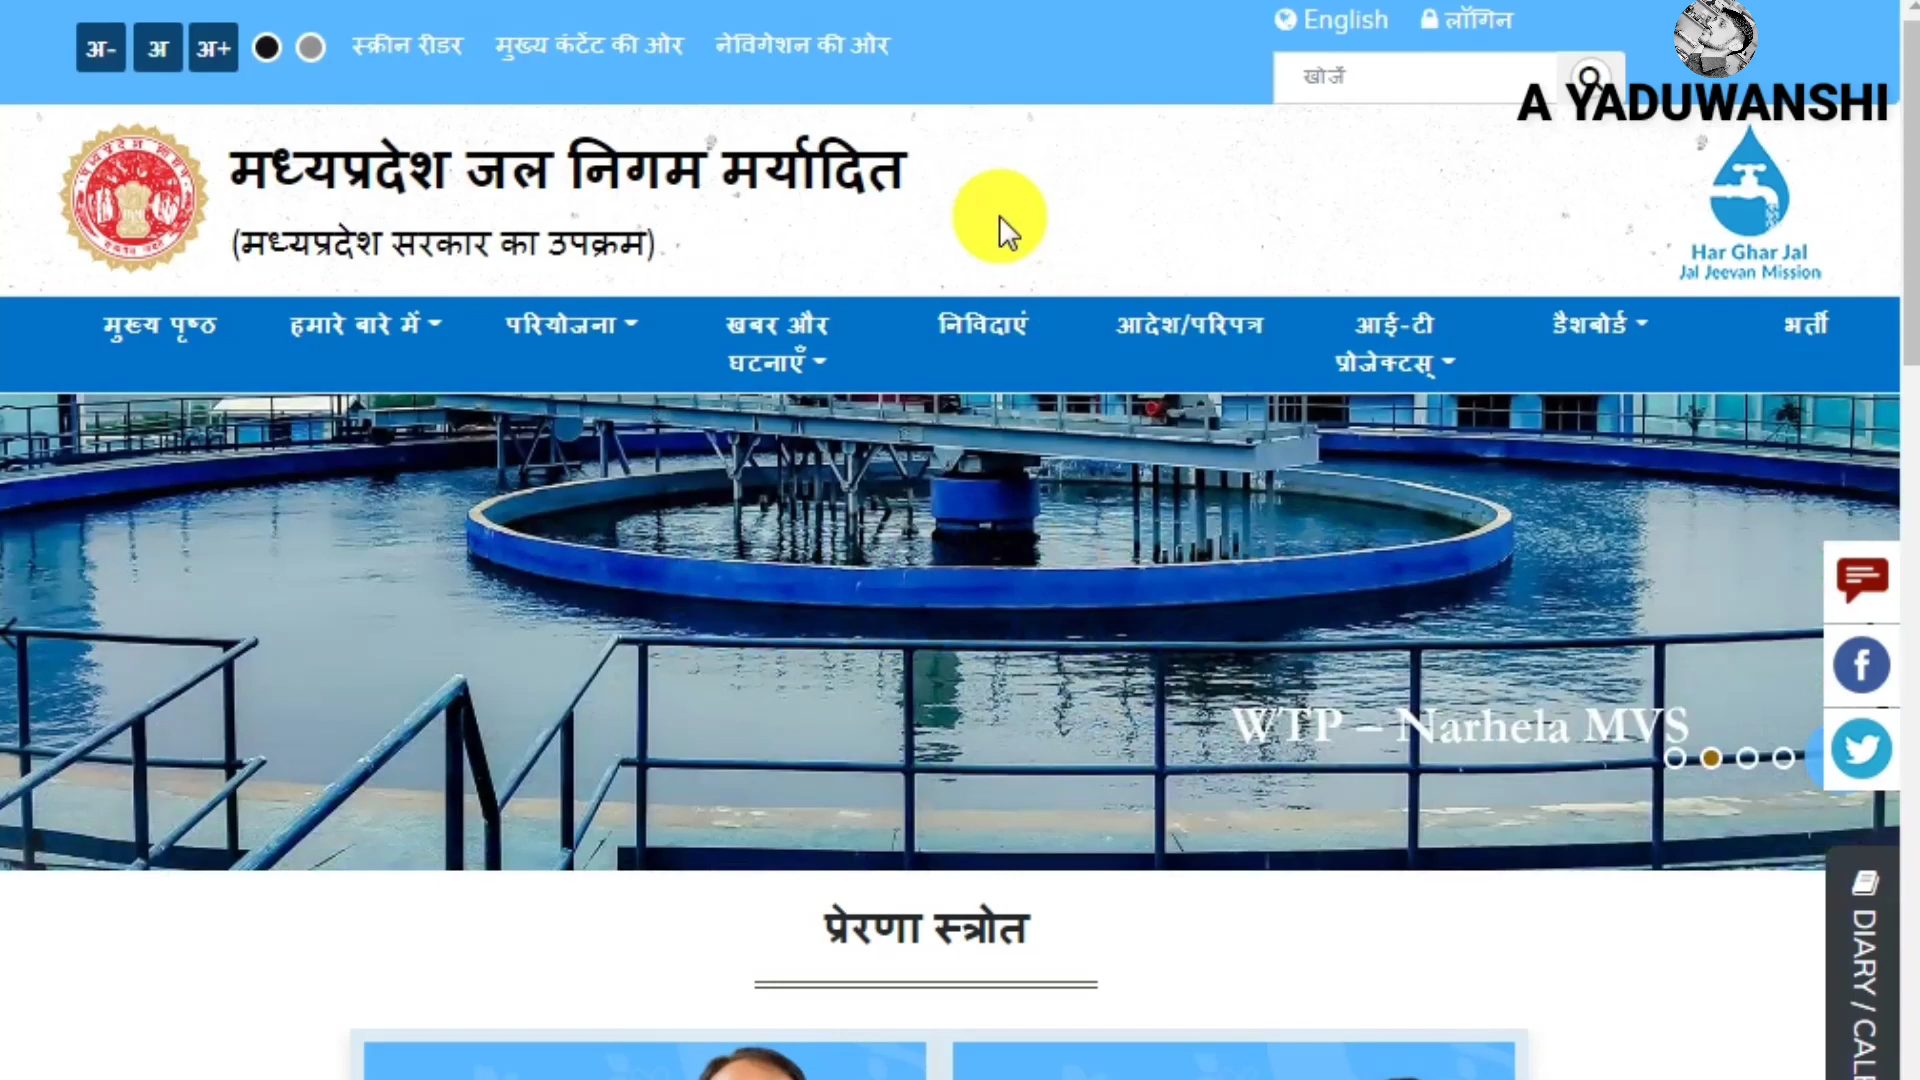 अ- अ अ+ स्क्रीन रीडर मुख्य कंटेंट की ओर नेविगेशन की ओर English लॉगिन
खोजें
A YADUWANSHI
मध्यप्रदेश जल निगम मर्यादित
(मध्यप्रदेश सरकार का उपक्रम)
Har Ghar Jal
Jal Jeevan Mission
मुख्य पृष्ठ हमारे बारे में परियोजना खबर और घटनाएँ निविदाएं आदेश/परिपत्र आई-टी प्रोजेक्टस् डैशबोर्ड भर्ती
WTP – Narhela MVS
DIARY / CALE
प्रेरणा स्त्रोत